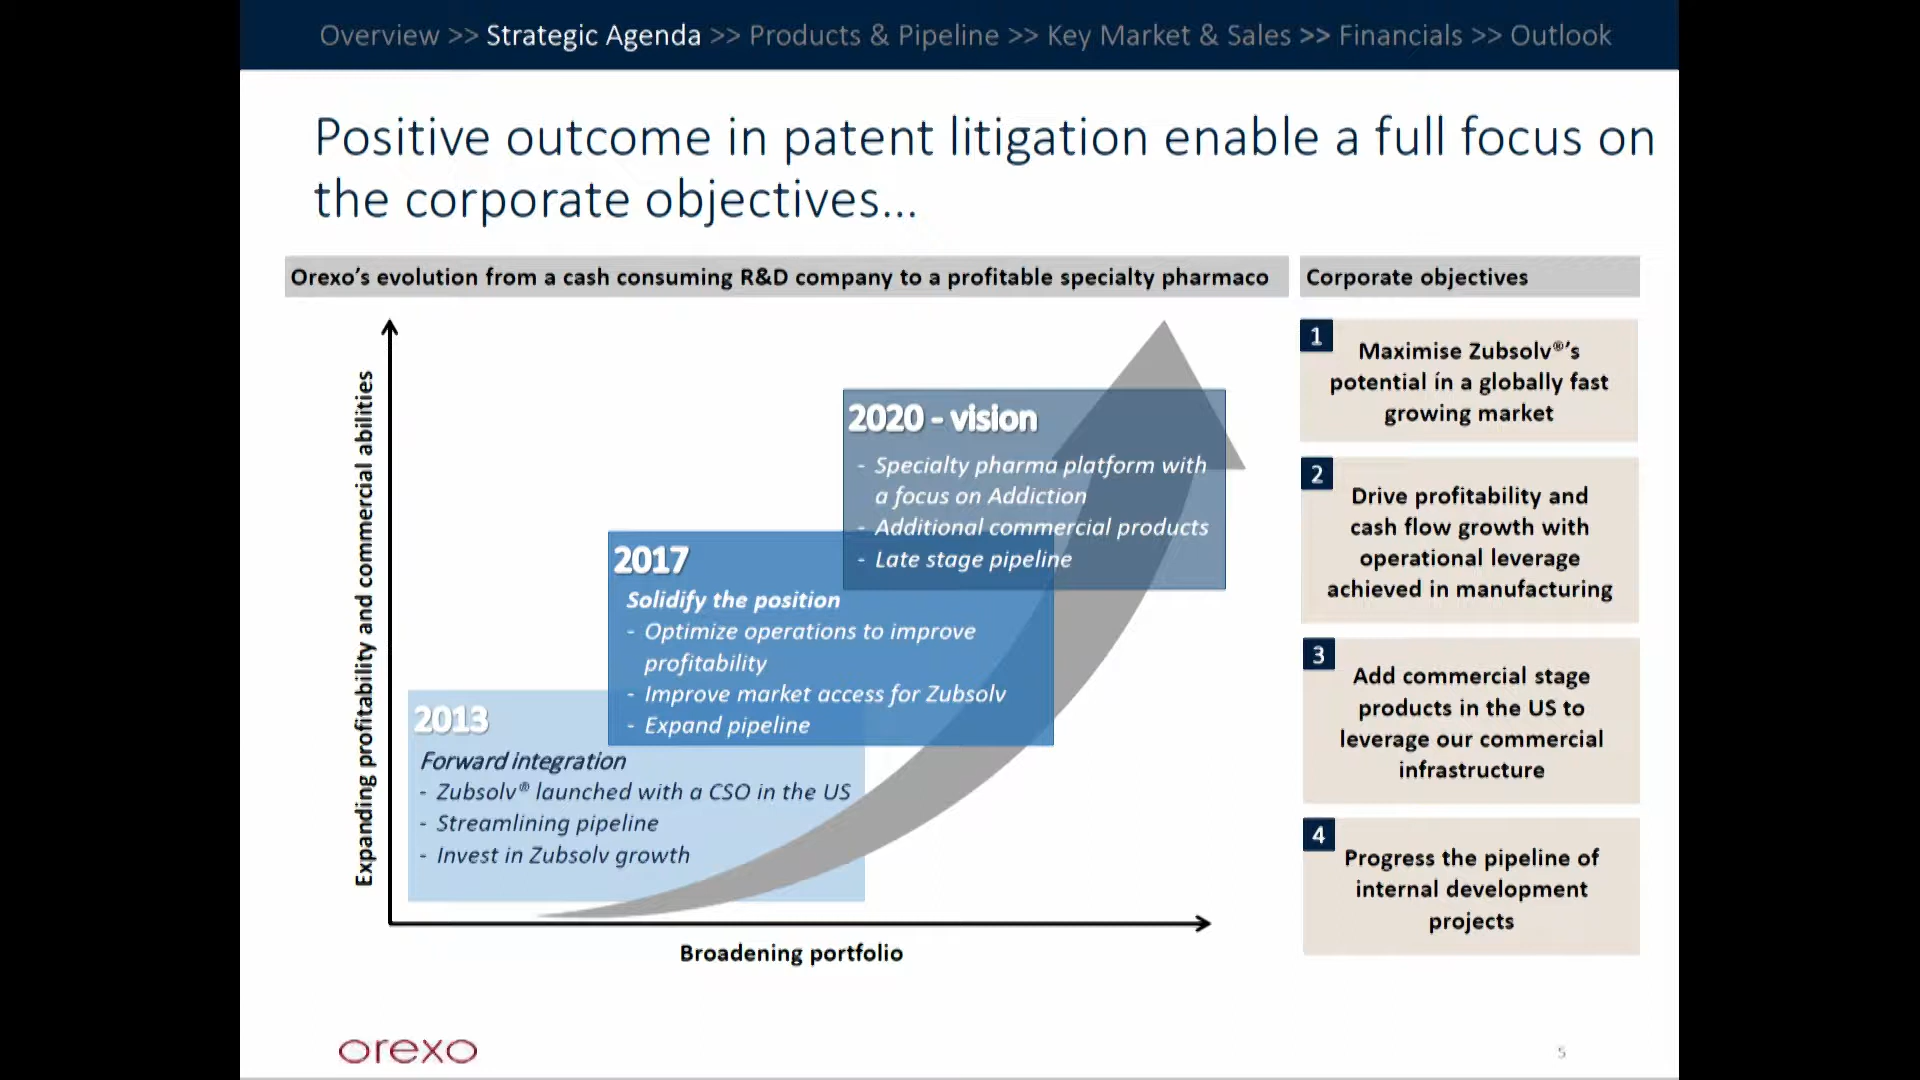 Overview >> Strategic Agenda >> Products & Pipeline >> Key Market & Sales >> Financials >> Outlook
Positive outcome in patent litigation enable a full focus on
the corporate objectives...
Orexo's evolution from a cash consuming R&D company to a profitable specialty pharmaco
Expanding profitability and commercial abilities
2020 - vision
- Specialty pharma platform with
a focus on Addiction
- Additional commercial products
- Late stage pipeline
2017
Solidify the position
- Optimize operations to improve
profitability
- Improve market access for Zubsolv
- Expand pipeline
2013
Forward integration
- Zubsolv® launched with a CSO in the US
- Streamlining pipeline
- Invest in Zubsolv growth
Broadening portfolio
Corporate objectives
1
Maximise Zubsolv®'s
potential ín a globally fast
growing market
2
Drive profitability and
cash flow growth with
operational leverage
achieved in manufacturing
3
Add commercial stage
products in the US to
leverage our commercial
infrastructure
4
Progress the pipeline of
internal development
projects
orexo
5